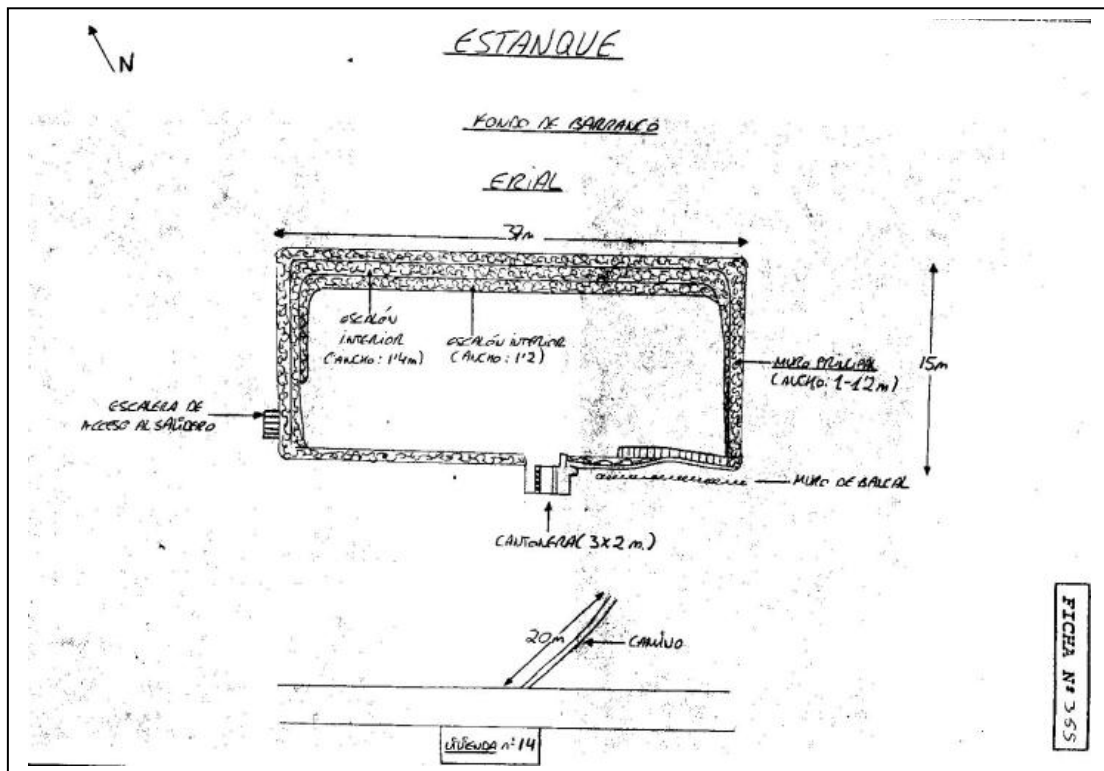 ESTANQUE
N
FONDO DE BARRANCO
ERIAL
37m
ESCALÓN
INTERIOR
(ANCHO: 1'4m)
ESCALÓN INTERIOR
(ANCHO: 1'2)
MURO PRINCIPAL
(ANCHO: 1-1'2m)
15m
ESCALERA DE
ACCESO AL SALIDERO
MURO DE BANCAL
CANTONERA (3x2 m.)
20m
CAMINO
VIVIENDA nº 14
FICHA Nº 365